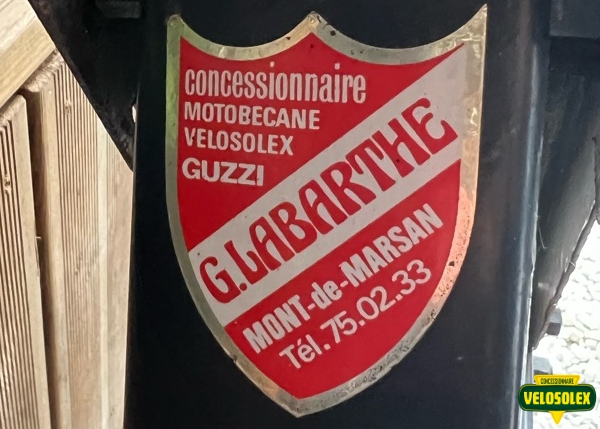 concessionnaire
MOTOBECANE
VELOSOLEX
GUZZI
G.LABARTHE
MONT-de-MARSAN
Tél.75.02.33
CONCESSIONNAIRE
VELOSOLEX